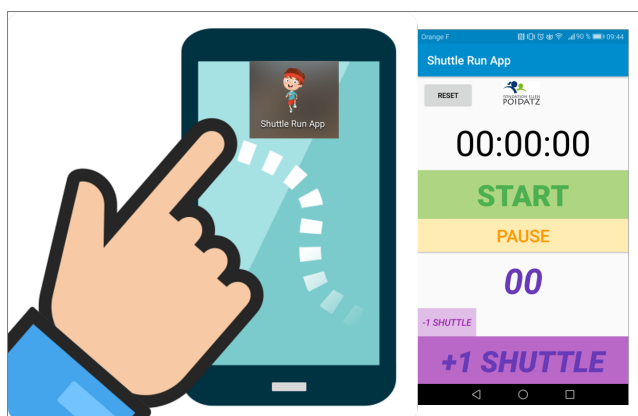 Shuttle Run App
Orange F 90 % 09:44
Shuttle Run App
RESET
FONDATION ELLEN
POIDATZ
00:00:00
START
PAUSE
00
-1 SHUTTLE
+1 SHUTTLE